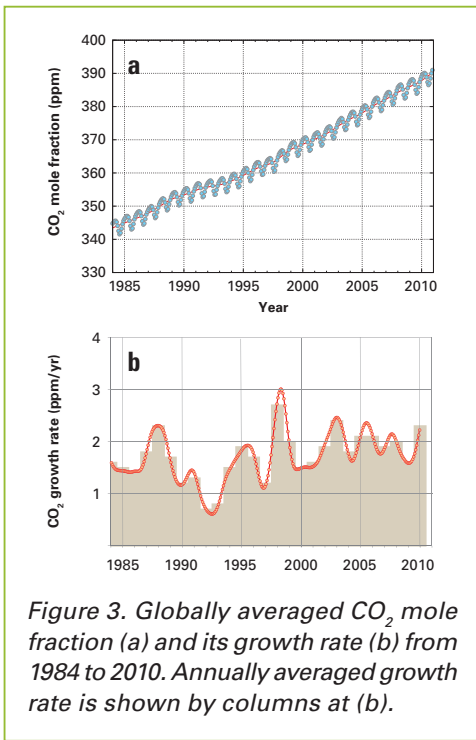 400
390
380
370
360
350
340
330
a
CO₂ mole fraction (ppm)
1985 1990 1995 2000 2005 2010
Year
4
3
2
1
b
CO₂ growth rate (ppm/yr)
1985 1990 1995 2000 2005 2010
Figure 3. Globally averaged CO₂ mole
fraction (a) and its growth rate (b) from
1984 to 2010. Annually averaged growth
rate is shown by columns at (b).